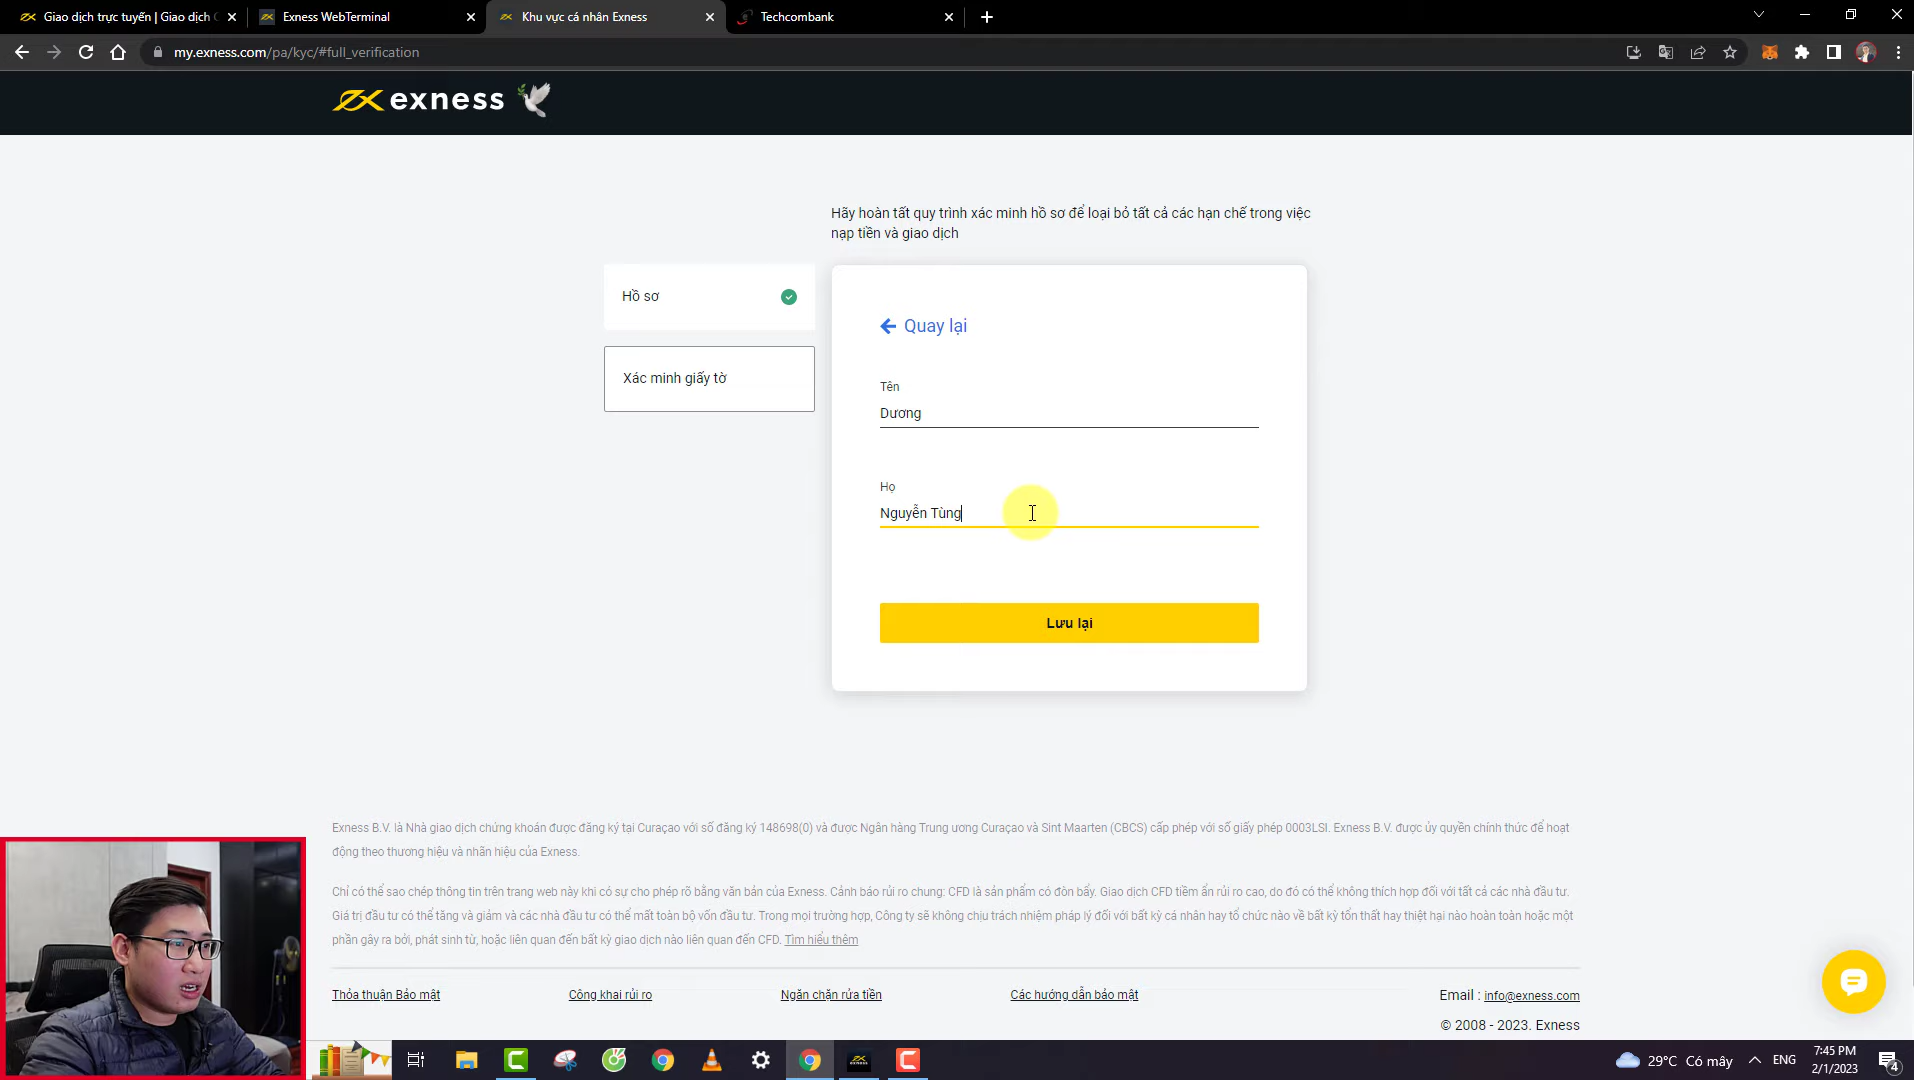 Giao dịch trực tuyến | Giao dịch
Exness WebTerminal
Khu vực cá nhân Exness
Techcombank
my.exness.com/pa/kyc/#full_verification
exness
Hãy hoàn tất quy trình xác minh hồ sơ để loại bỏ tất cả các hạn chế trong việc
nạp tiền và giao dịch
Hồ sơ
Xác minh giấy tờ
Quay lại
Tên
Dương
Họ
Nguyễn Tùng
Lưu lại
Exness B.V. là Nhà giao dịch chứng khoán được đăng ký tại Curaçao với số đăng ký 148698(0) và được Ngân hàng Trung ương Curaçao và Sint Maarten (CBCS) cấp phép với số giấy phép 0003LSI. Exness B.V. được ủy quyền chính thức để hoạt
động theo thương hiệu và nhãn hiệu của Exness.
Chỉ có thể sao chép thông tin trên trang web này khi có sự cho phép rõ bằng văn bản của Exness. Cảnh báo rủi ro chung: CFD là sản phẩm có đòn bẩy. Giao dịch CFD tiềm ẩn rủi ro cao, do đó có thể không thích hợp đối với tất cả các nhà đầu tư.
Giá trị đầu tư có thể tăng và giảm và các nhà đầu tư có thể mất toàn bộ vốn đầu tư. Trong mọi trường hợp, Công ty sẽ không chịu trách nhiệm pháp lý đối với bất kỳ cá nhân hay tổ chức nào về bất kỳ tổn thất hay thiệt hại nào hoàn toàn hoặc một
phần gây ra bởi, phát sinh từ, hoặc liên quan đến bất kỳ giao dịch nào liên quan đến CFD. Tìm hiểu thêm
Thỏa thuận Bảo mật
Công khai rủi ro
Ngăn chặn rửa tiền
Các hướng dẫn bảo mật
Email : info@exness.com
© 2008 - 2023. Exness
29°C Có mây
ENG
7:45 PM
2/1/2023
4